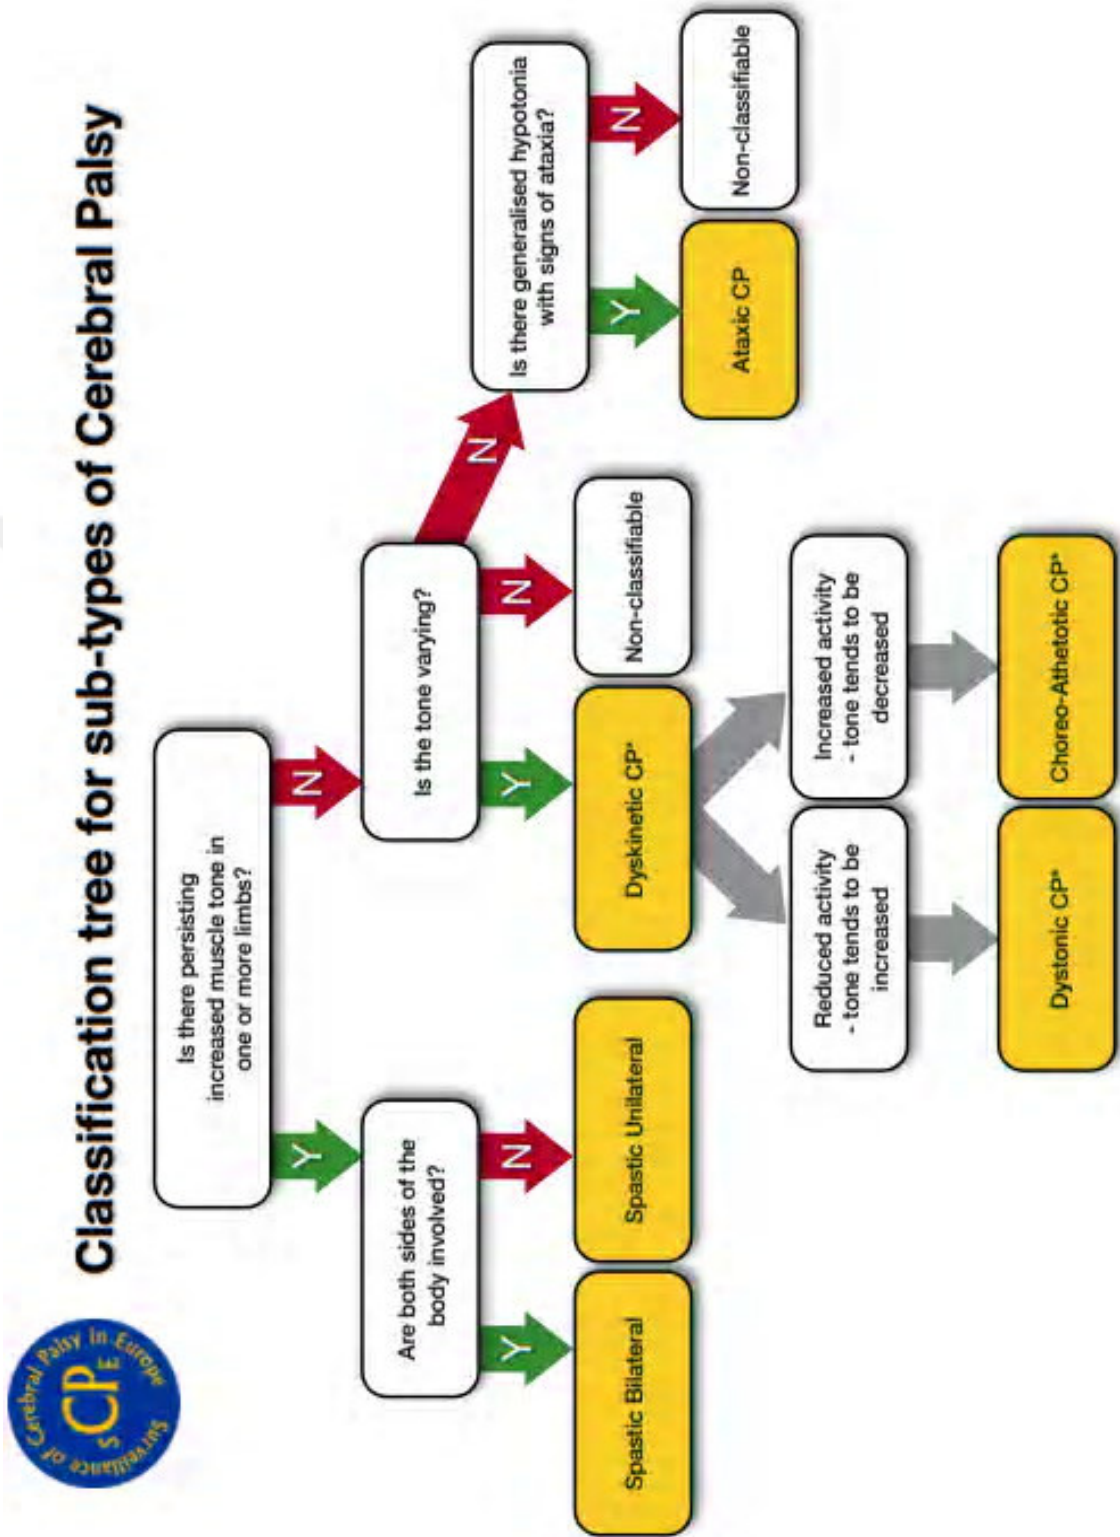 Surveillance of Cerebral Palsy in Europe
SCPE
Classification tree for sub-types of Cerebral Palsy
Is there persisting
increased muscle tone in
one or more limbs?
Y
N
Are both sides of the
body involved?
Is the tone varying?
N
Is there generalised hypotonia
with signs of ataxia?
Y
N
Y
N
Y
N
Spastic Bilateral
Spastic Unilateral
Dyskinetic CP*
Non-classifiable
Ataxic CP
Non-classifiable
Reduced activity
- tone tends to be
increased
Increased activity
- tone tends to be
decreased
Dystonic CP*
Choreo-Athetotic CP*